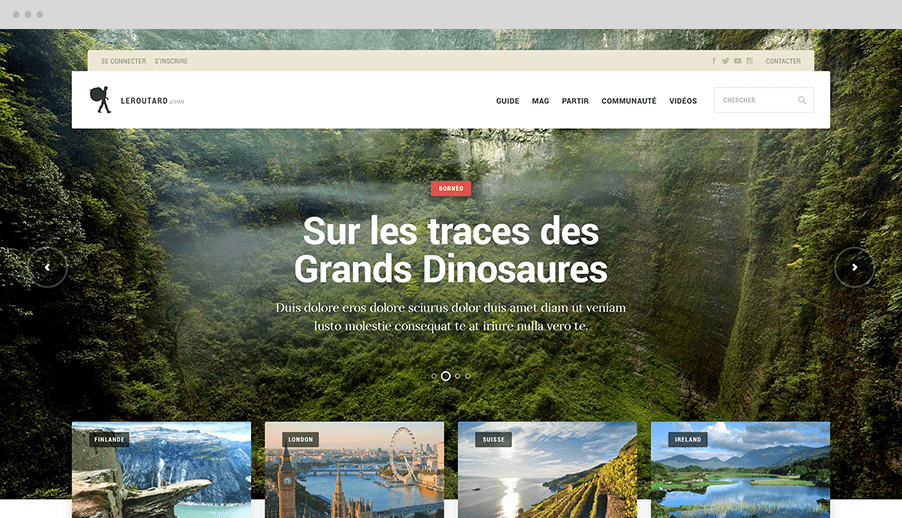 SE CONNECTER S'INSCRIRE CONTACTER
LEROUTARD.com
GUIDE MAG PARTIR COMMUNAUTÉ VIDÉOS CHERCHER
BORNÉO
Sur les traces des
Grands Dinosaures
Duis dolore eros dolore sciurus dolor duis amet diam ut veniam
Iusto molestie consequat te at iriure nulla vero te.
FINLANDE LONDON SUISSE IRELAND